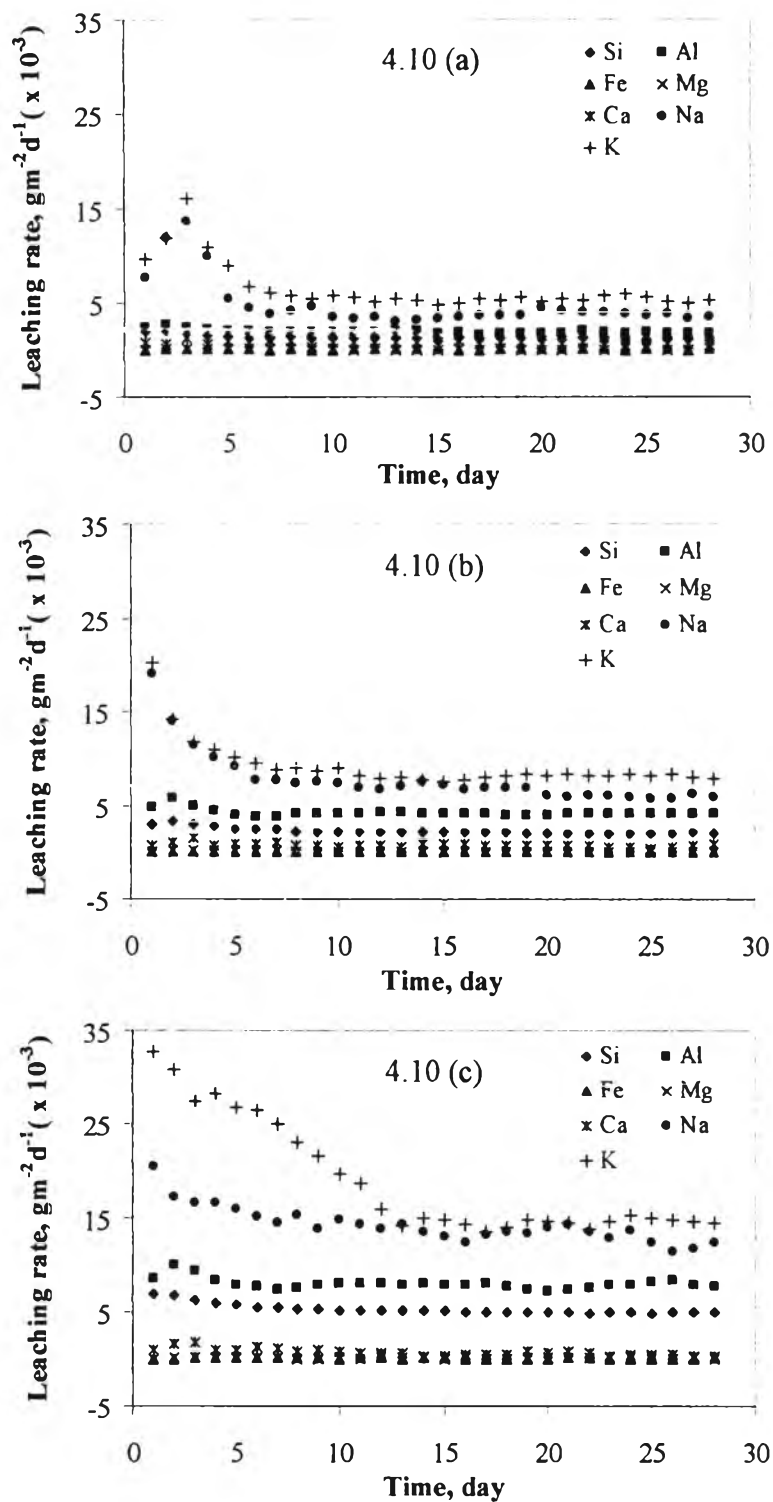 35
4.10 (a)
Si Al
Fe Mg
Ca Na
K
25
15
5
-5
Leaching rate, gm⁻²d⁻¹( x 10⁻³)
0 5 10 15 20 25 30
Time, day
35
4.10 (b)
Si Al
Fe Mg
Ca Na
K
25
15
5
-5
Leaching rate, gm⁻²d⁻¹( x 10⁻³)
0 5 10 15 20 25 30
Time, day
35
4.10 (c)
Si Al
Fe Mg
Ca Na
K
25
15
5
-5
Leaching rate, gm⁻²d⁻¹( x 10⁻³)
0 5 10 15 20 25 30
Time, day